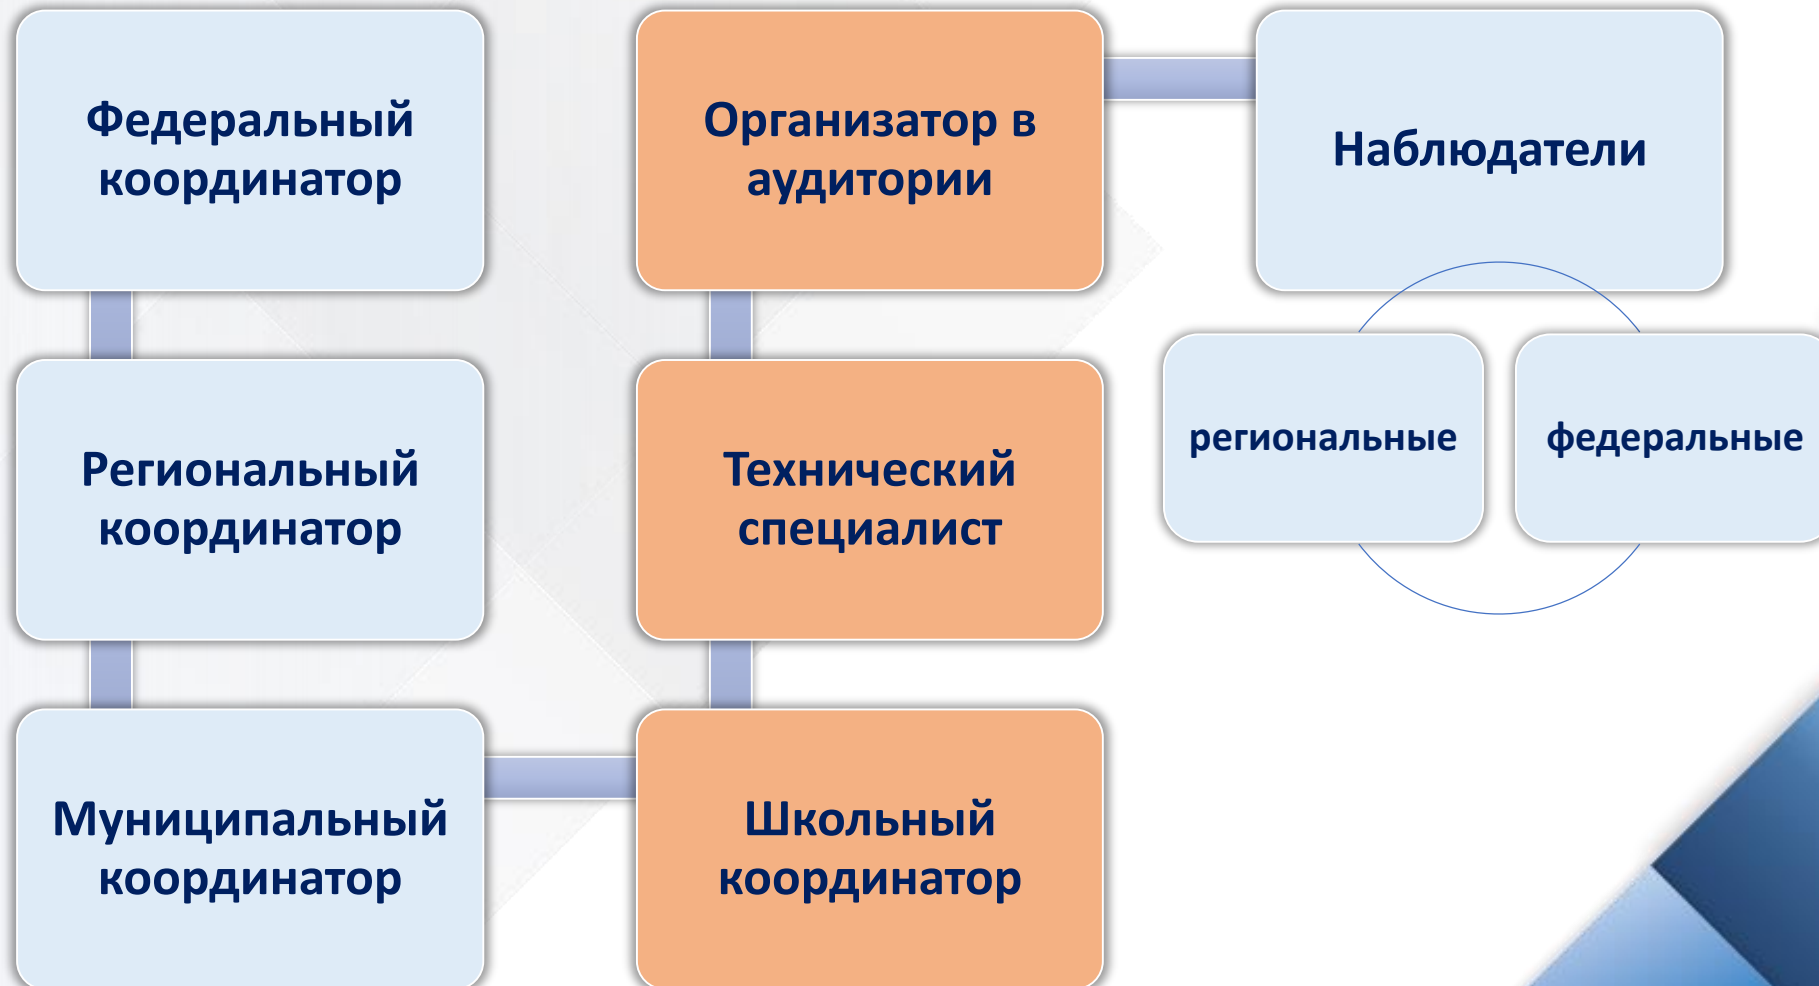 Федеральный
координатор
Региональный
координатор
Муниципальный
координатор
Школьный
координатор
Технический
специалист
Организатор в
аудитории
Наблюдатели
региональные
федеральные